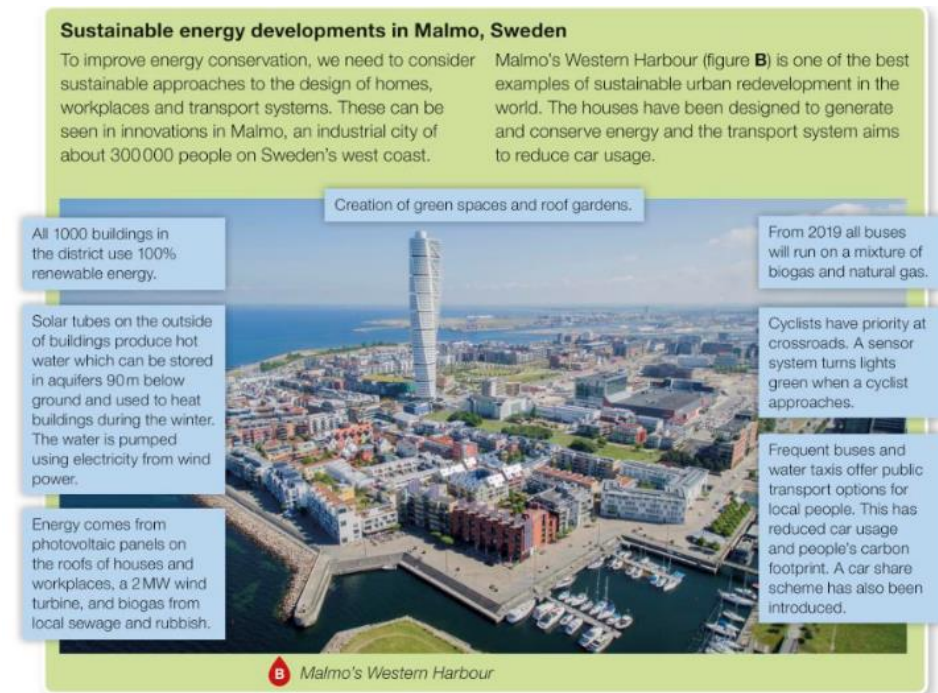 Sustainable energy developments in Malmo, Sweden
To improve energy conservation, we need to consider
sustainable approaches to the design of homes,
workplaces and transport systems. These can be
seen in innovations in Malmo, an industrial city of
about 300 000 people on Sweden's west coast.
Malmo's Western Harbour (figure B) is one of the best
examples of sustainable urban redevelopment in the
world. The houses have been designed to generate
and conserve energy and the transport system aims
to reduce car usage.
Creation of green spaces and roof gardens.
All 1000 buildings in
the district use 100%
renewable energy.
Solar tubes on the outside
of buildings produce hot
water which can be stored
in aquifers 90 m below
ground and used to heat
buildings during the winter.
The water is pumped
using electricity from wind
power.
Energy comes from
photovoltaic panels on
the roofs of houses and
workplaces, a 2 MW wind
turbine, and biogas from
local sewage and rubbish.
From 2019 all buses
will run on a mixture of
biogas and natural gas.
Cyclists have priority at
crossroads. A sensor
system turns lights
green when a cyclist
approaches.
Frequent buses and
water taxis offer public
transport options for
local people. This has
reduced car usage
and people's carbon
footprint. A car share
scheme has also been
introduced.
B Malmo's Western Harbour